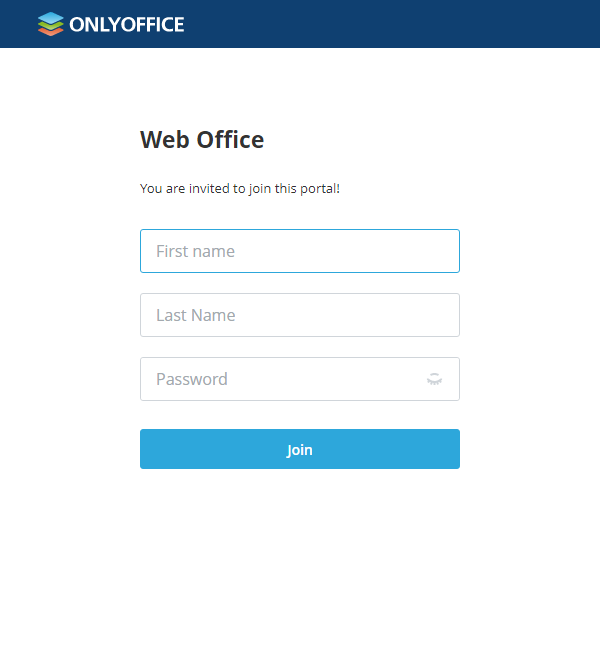 ONLYOFFICE
Web Office
You are invited to join this portal!
First name
Last Name
Password
Join